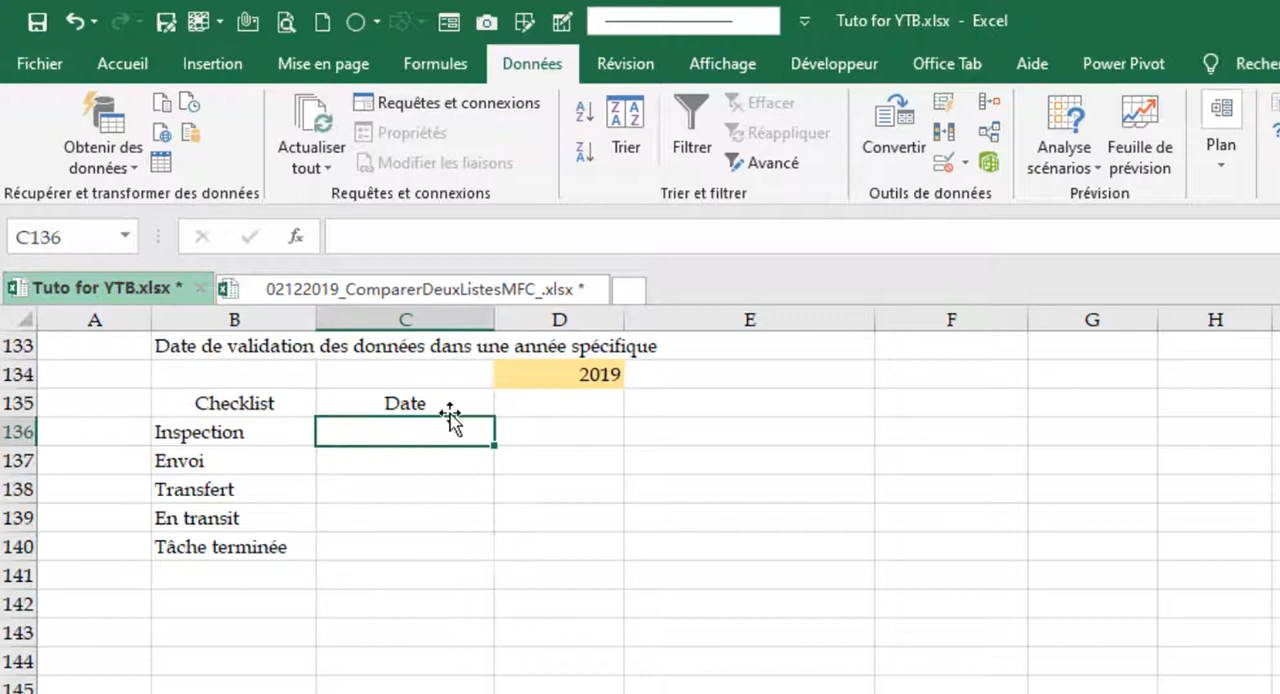 Tuto for YTB.xlsx - Excel
Fichier Accueil Insertion Mise en page Formules Données Révision Affichage Développeur Office Tab Aide Power Pivot Recher
Obtenir des données
Récupérer et transformer des données
Actualiser tout
Requêtes et connexions
Propriétés
Modifier les liaisons
Requêtes et connexions
Trier
Filtrer
Effacer
Réappliquer
Avancé
Trier et filtrer
Convertir
Outils de données
Analyse scénarios
Feuille de prévision
Prévision
Plan
C136 fx
Tuto for YTB.xlsx * 02122019_ComparerDeuxListesMFC_.xlsx *
A B C D E F G H
133 Date de validation des données dans une année spécifique
134 2019
135 Checklist Date
136 Inspection
137 Envoi
138 Transfert
139 En transit
140 Tâche terminée
141
142
143
144
145